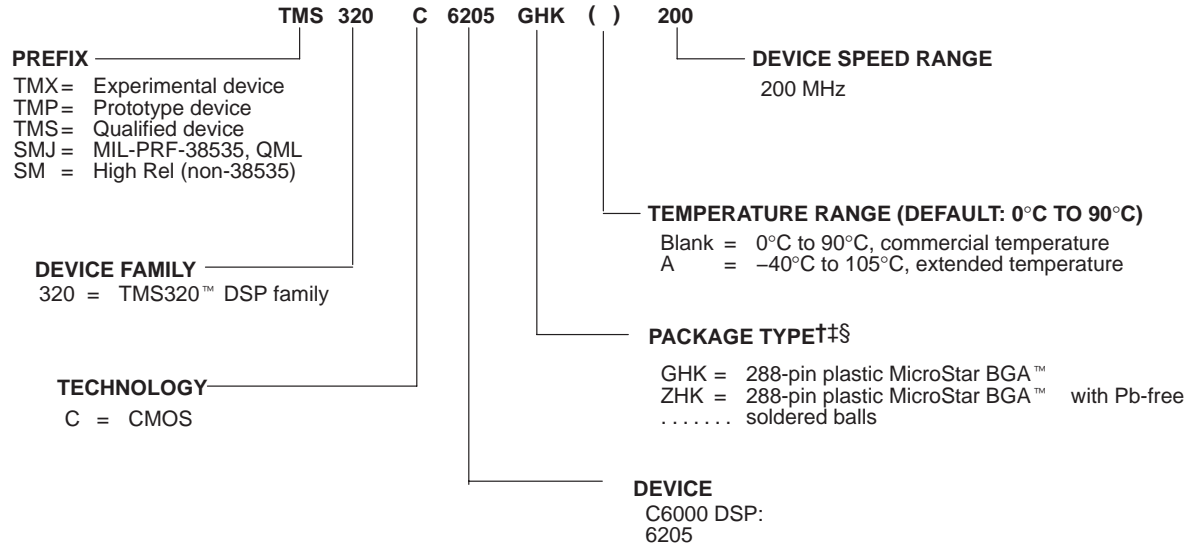 TMS 320 C 6205 GHK ( ) 200
PREFIX
TMX = Experimental device
TMP = Prototype device
TMS = Qualified device
SMJ = MIL-PRF-38535, QML
SM = High Rel (non-38535)
DEVICE SPEED RANGE
200 MHz
TEMPERATURE RANGE (DEFAULT: 0°C TO 90°C)
Blank = 0°C to 90°C, commercial temperature
A = −40°C to 105°C, extended temperature
DEVICE FAMILY
320 = TMS320™ DSP family
PACKAGE TYPE†‡§
GHK = 288-pin plastic MicroStar BGA™
ZHK = 288-pin plastic MicroStar BGA™ with Pb-free
. . . . . . . soldered balls
TECHNOLOGY
C = CMOS
DEVICE
C6000 DSP:
6205